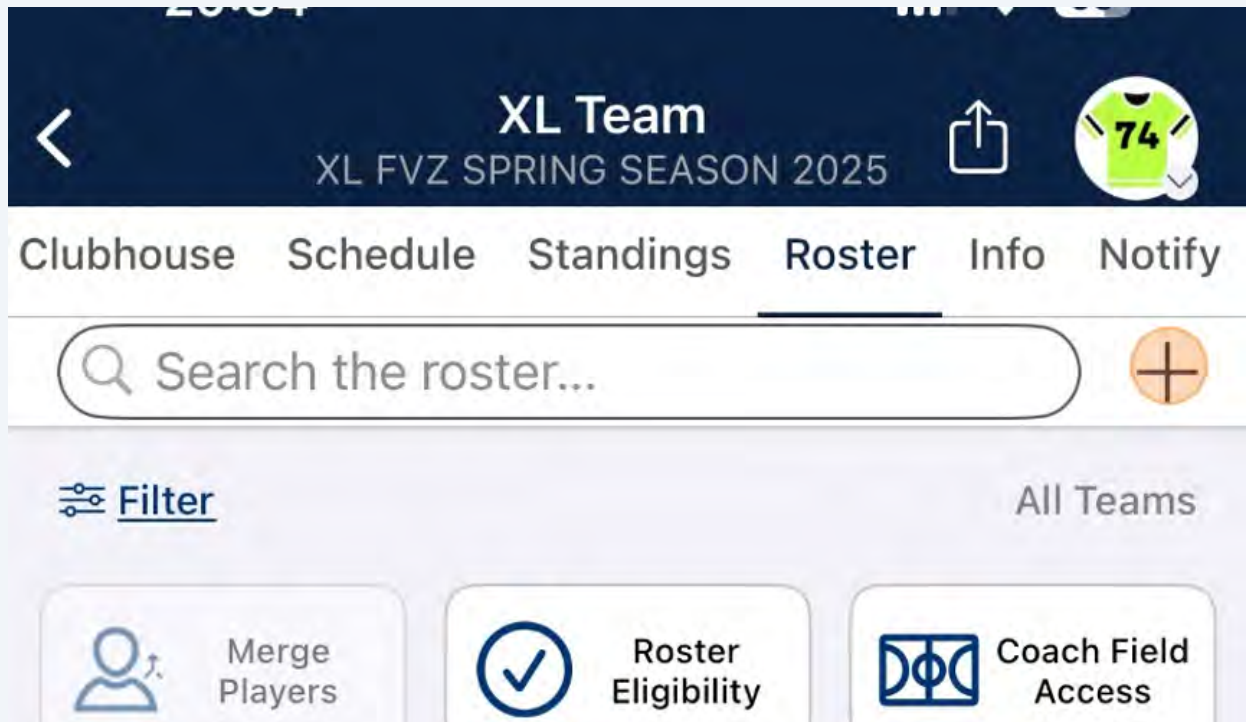 XL Team
XL FVZ SPRING SEASON 2025
74
Clubhouse Schedule Standings Roster Info Notify
Search the roster...
Filter
All Teams
Merge
Players
Roster
Eligibility
Coach Field
Access